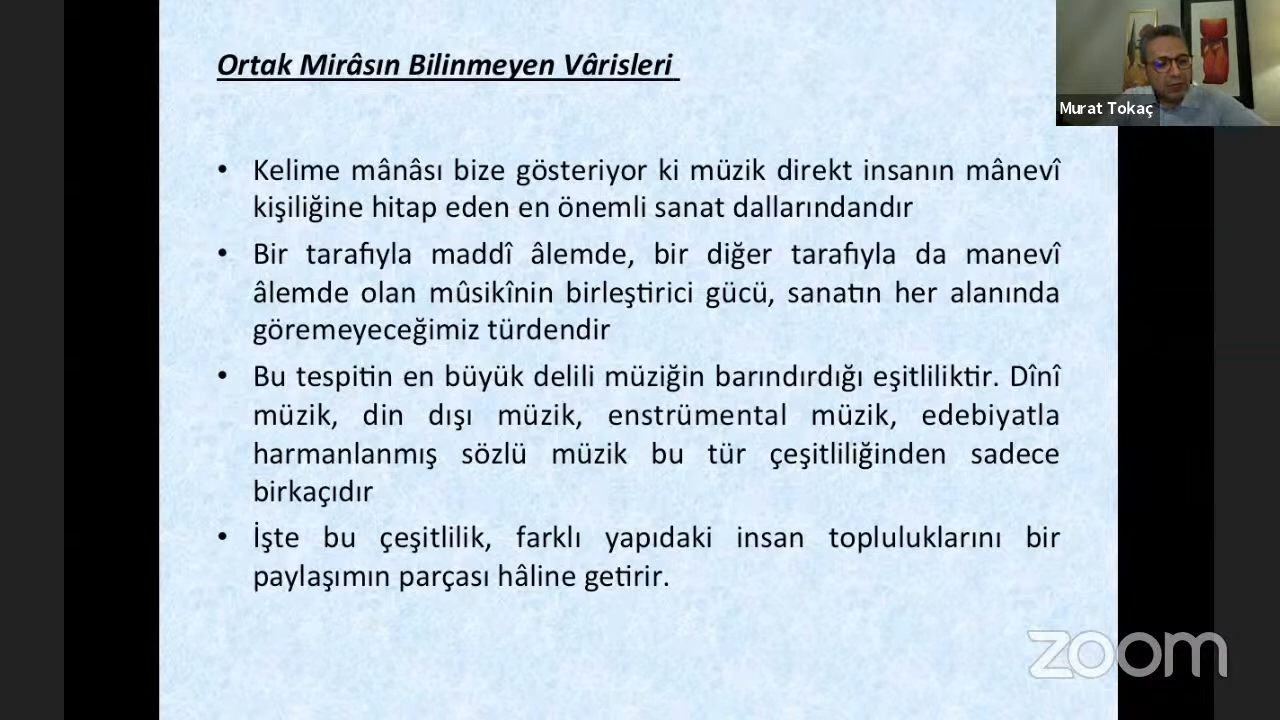 Ortak Mirâsın Bilinmeyen Vârisleri
Murat Tokaç
• Kelime mânâsı bize gösteriyor ki müzik direkt insanın mânevî
kişiliğine hitap eden en önemli sanat dallarındandır
• Bir tarafıyla maddî âlemde, bir diğer tarafıyla da manevî
âlemde olan mûsikînin birleştirici gücü, sanatın her alanında
göremeyeceğimiz türdendir
• Bu tespitin en büyük delili müziğin barındırdığı eşitliliktir. Dînî
müzik, din dışı müzik, enstrümental müzik, edebiyatla
harmanlanmış sözlü müzik bu tür çeşitliliğinden sadece
birkaçıdır
• İşte bu çeşitlilik, farklı yapıdaki insan topluluklarını bir
paylaşımın parçası hâline getirir.
zoom